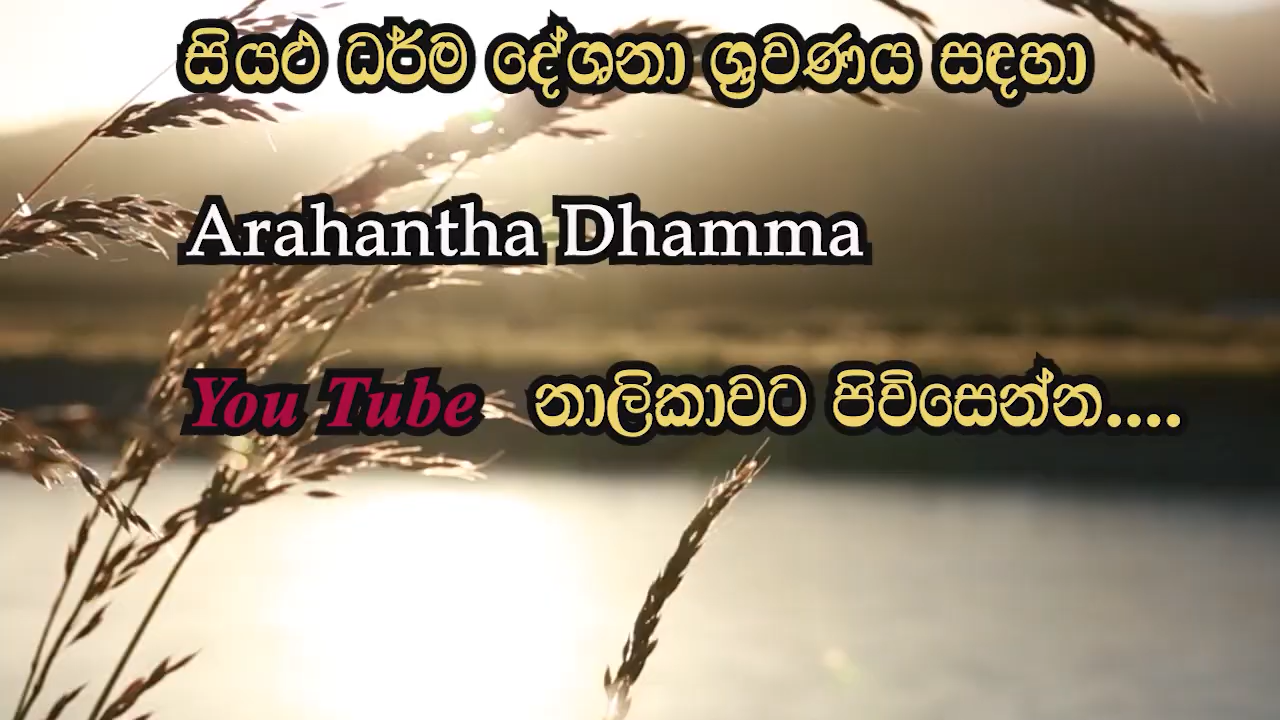 සියළු ධර්ම දේශනා ශ්‍රවණය සඳහා
Arahantha Dhamma
You Tube නාලිකාවට පිවිසෙන්න....